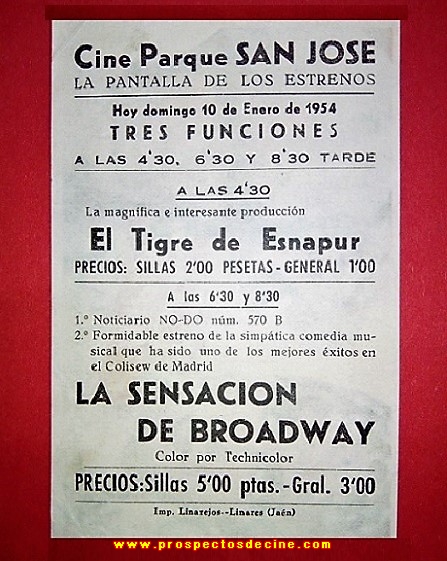 Cine Parque SAN JOSE
LA PANTALLA DE LOS ESTRENOS
Hoy domingo 10 de Enero de 1954
TRES FUNCIONES
A LAS 4'30, 6'30 Y 8'30 TARDE
A LAS 4'30
La magnífica e interesante producción
El Tigre de Esnapur
PRECIOS: SILLAS 2'00 PESETAS - GENERAL 1'00
A las 6'30 y 8'30
1.º Noticiario NO-DO núm. 570 B
2.º Formidable estreno de la simpática comedia mu-
sical que ha sido uno de los mejores éxitos en
el Colisew de Madrid
LA SENSACION
DE BROADWAY
Color por Technicolor
PRECIOS:Sillas 5'00 ptas.-Gral. 3'00
Imp. Linarejos--Linares (Jaén)
www.prospectosdecine.com